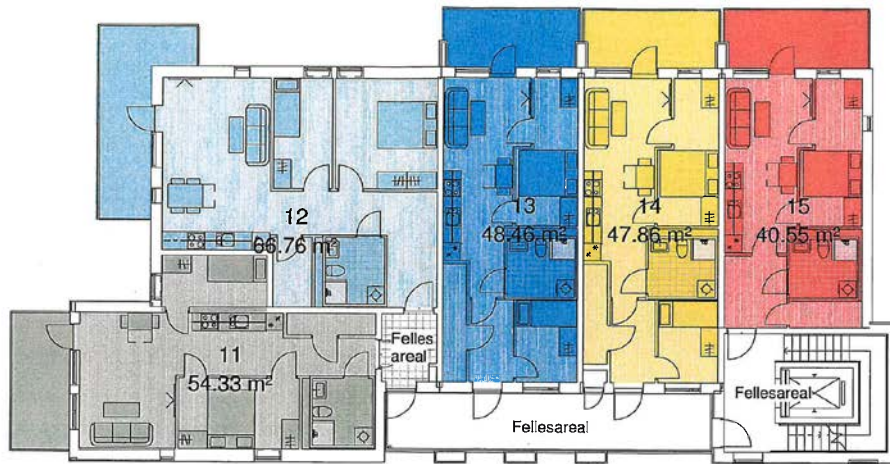 12
66.76 m²
13
48.46 m²
14
47.86 m²
15
40.55 m²
11
54.33 m²
Felles
areal
Fellesareal
Fellesareal